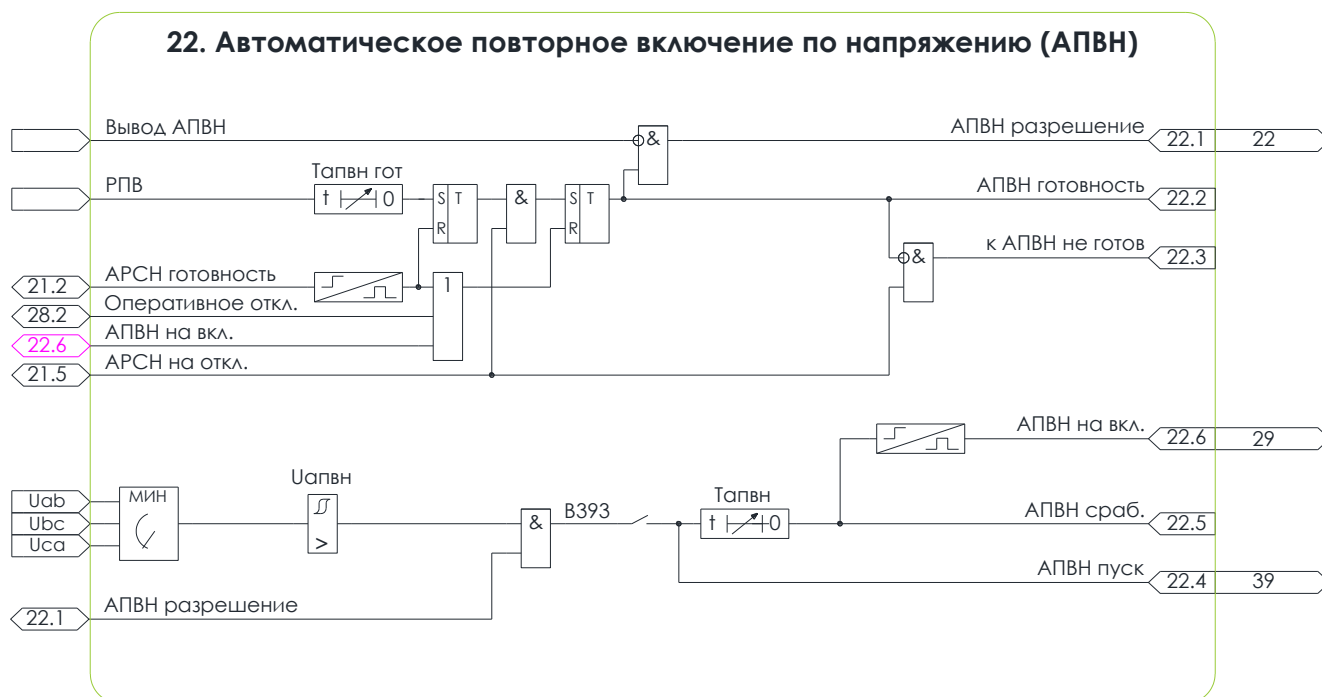 22. Автоматическое повторное включение по напряжению (АПВН)
Вывод АПВН
&
АПВН разрешение
22.1
22
РПВ
Тапвн гот
t
0
S
T
R
&
S
T
R
АПВН готовность
22.2
&
к АПВН не готов
22.3
21.2
АРСН готовность
1
28.2
Оперативное откл.
22.6
АПВН на вкл.
21.5
АРСН на откл.
АПВН на вкл.
22.6
29
Uab
Ubc
Uca
МИН
Uапвн
>
&
В393
Тапвн
t
0
АПВН сраб.
22.5
АПВН пуск
22.4
39
22.1
АПВН разрешение